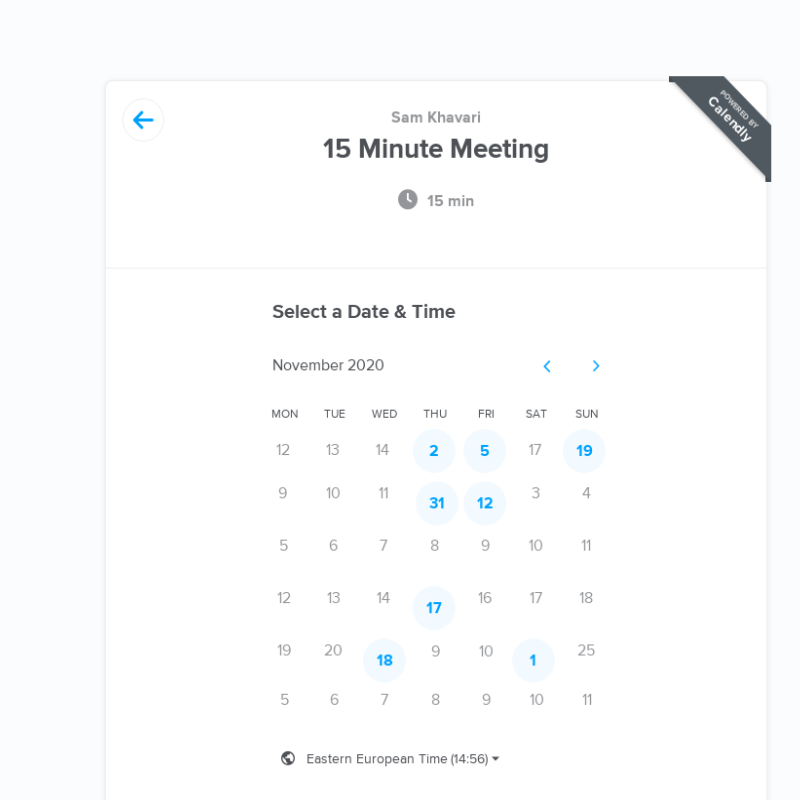 POWERED BY
Calendly
Sam Khavari
15 Minute Meeting
15 min
Select a Date & Time
November 2020
MON TUE WED THU FRI SAT SUN
12 13 14 2 5 17 19
9 10 11 31 12 3 4
5 6 7 8 9 10 11
12 13 14 17 16 17 18
19 20 18 9 10 1 25
5 6 7 8 9 10 11
Eastern European Time (14:56)